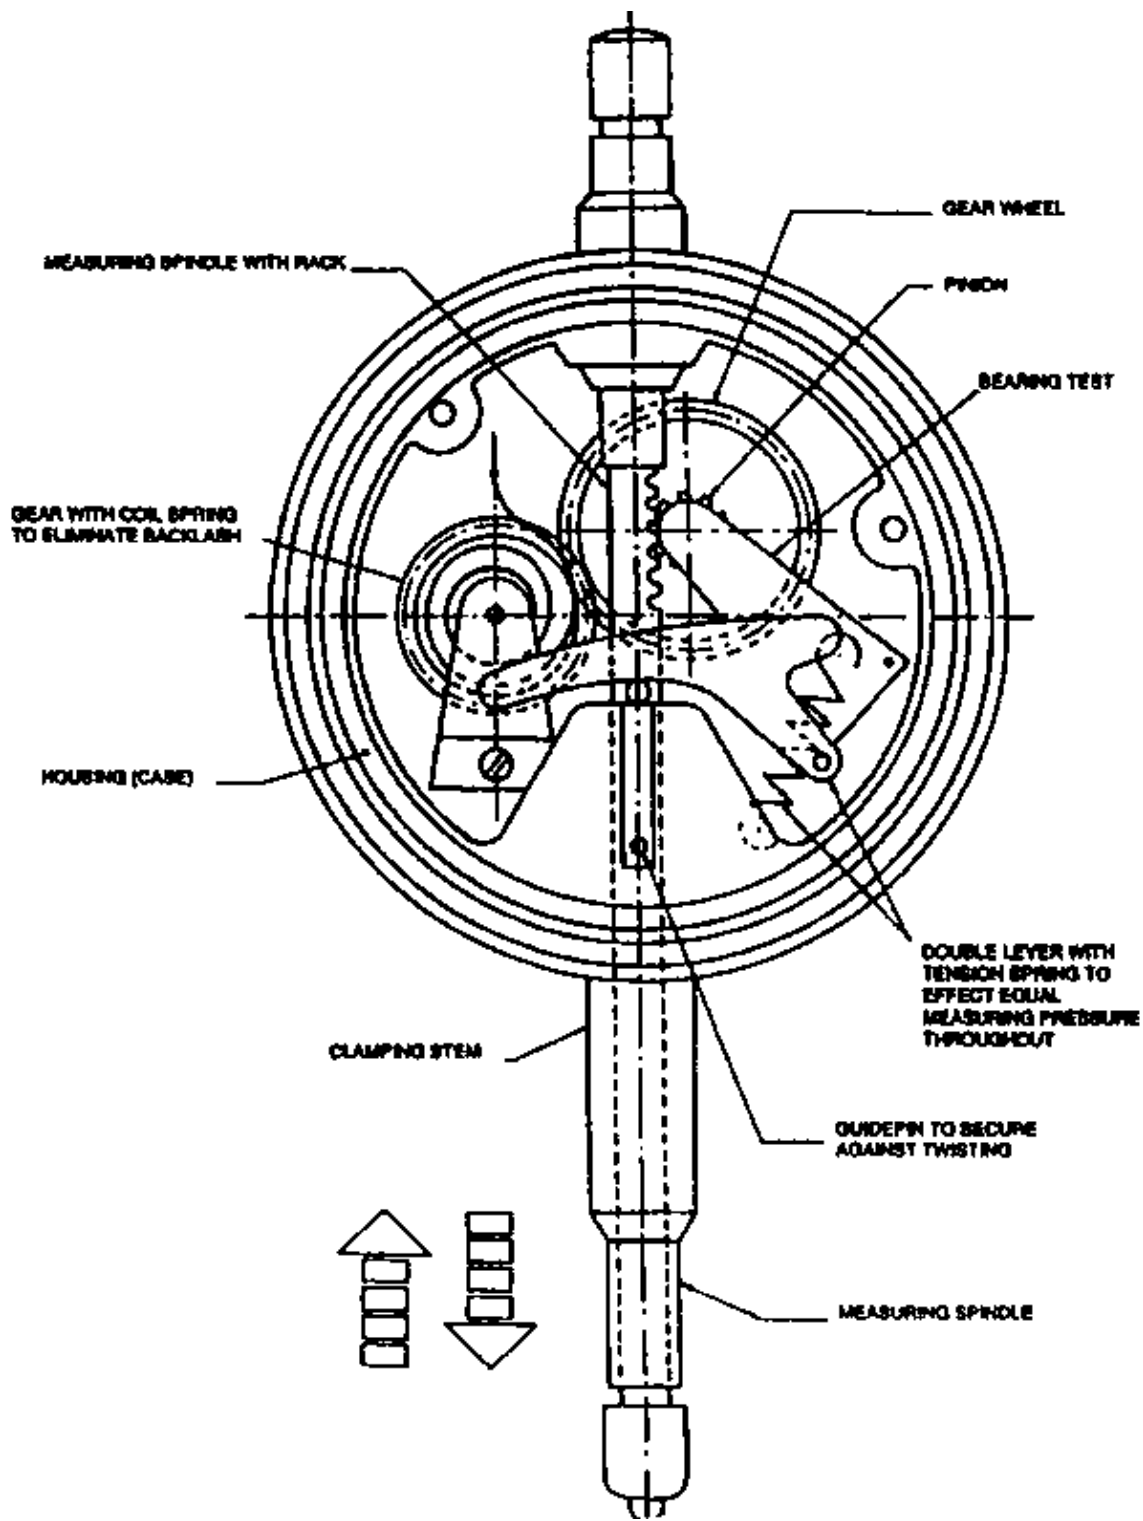 GEAR WHEEL
MEASURING SPINDLE WITH RACK
PINION
BEARING TEST
GEAR WITH COIL SPRING
TO ELIMINATE BACKLASH
HOUSING (CASE)
DOUBLE LEVER WITH
TENSION SPRING TO
EFFECT EQUAL
MEASURING PRESSURE
THROUGHOUT
CLAMPING STEM
GUIDEPIN TO SECURE
AGAINST TWISTING
MEASURING SPINDLE